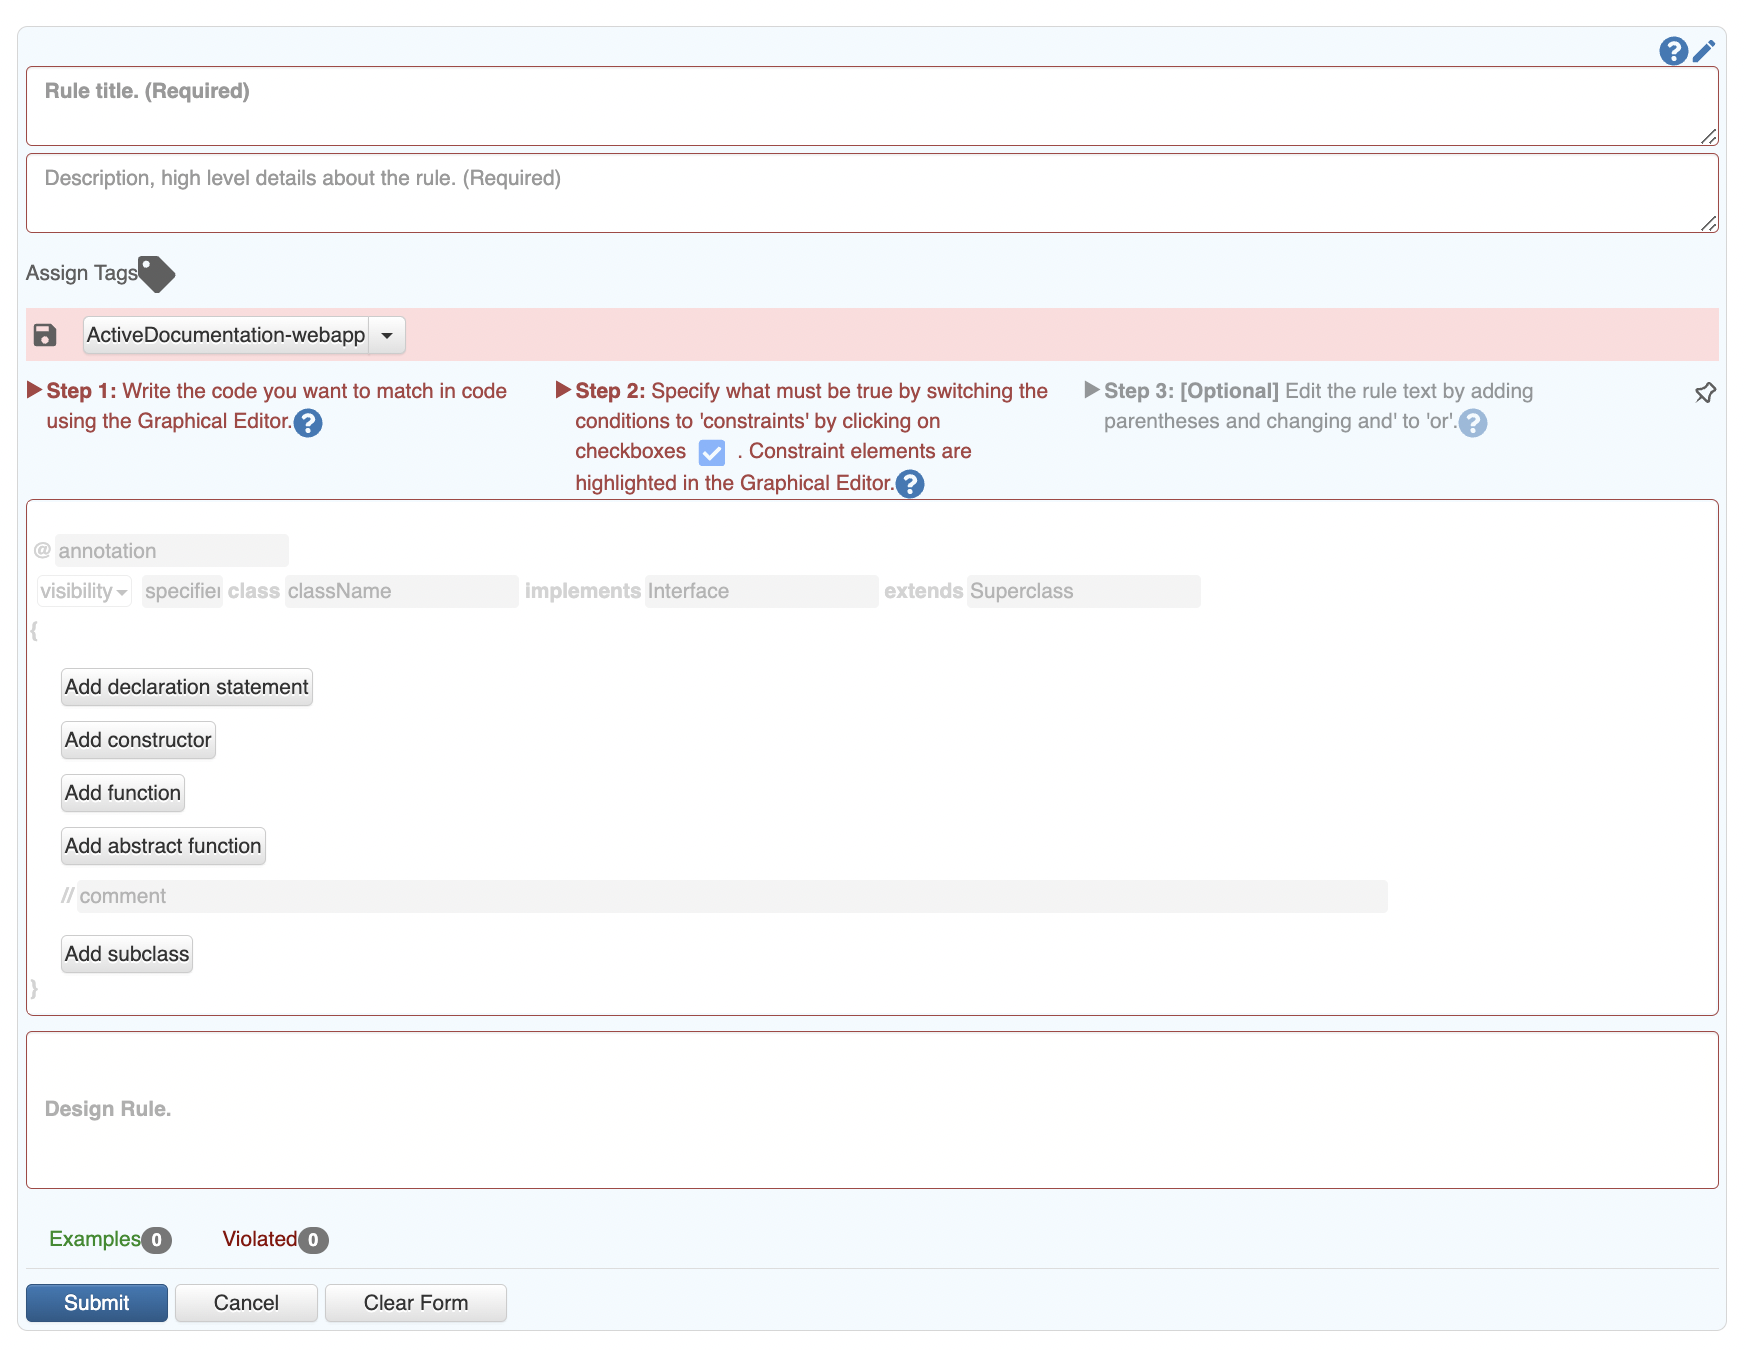 Rule title. (Required)
Description, high level details about the rule. (Required)
Assign Tags
ActiveDocumentation-webapp
Step 1: Write the code you want to match in code
using the Graphical Editor.
Step 2: Specify what must be true by switching the
conditions to 'constraints' by clicking on
checkboxes . Constraint elements are
highlighted in the Graphical Editor.
Step 3: [Optional] Edit the rule text by adding
parentheses and changing and' to 'or'.
@ annotation
visibility specifier class className implements Interface extends Superclass
{
Add declaration statement
Add constructor
Add function
Add abstract function
// comment
Add subclass
}
Design Rule.
Examples 0 Violated 0
Submit Cancel Clear Form